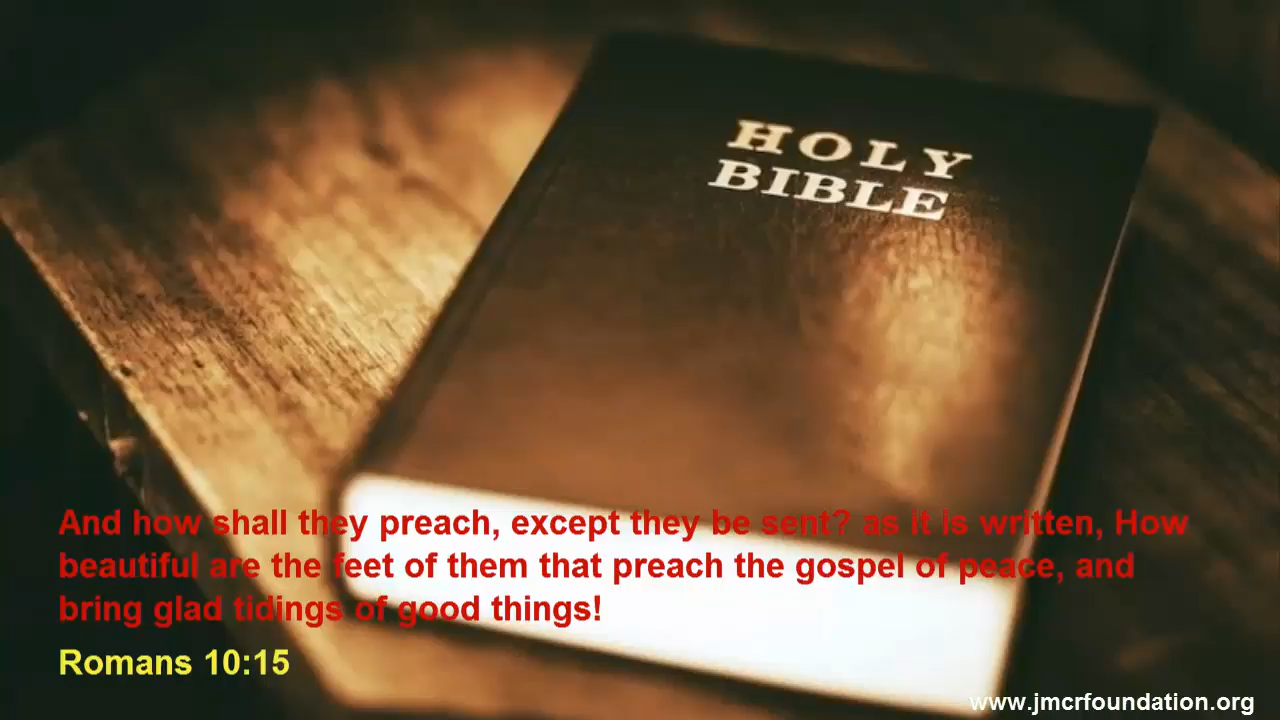 HOLY
BIBLE
And how shall they preach, except they be sent? as it is written, How
beautiful are the feet of them that preach the gospel of peace, and
bring glad tidings of good things!
Romans 10:15
www.jmcrfoundation.org